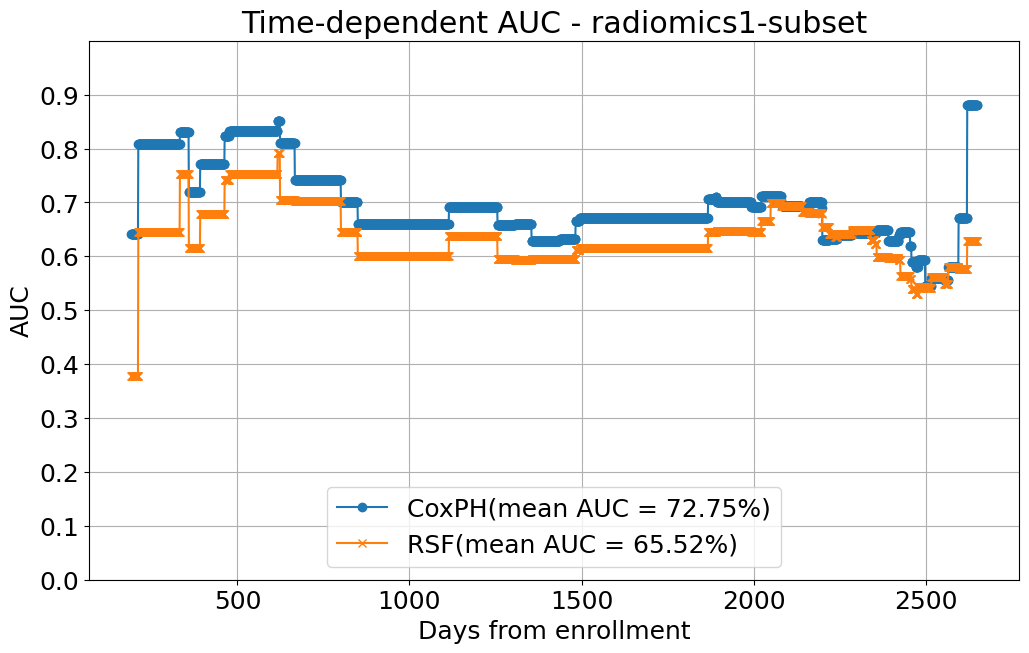 Time-dependent AUC - radiomics1-subset
AUC
0.9
0.8
0.7
0.6
0.5
0.4
0.3
0.2
0.1
0.0
CoxPH(mean AUC = 72.75%)
RSF(mean AUC = 65.52%)
500 1000 1500 2000 2500
Days from enrollment